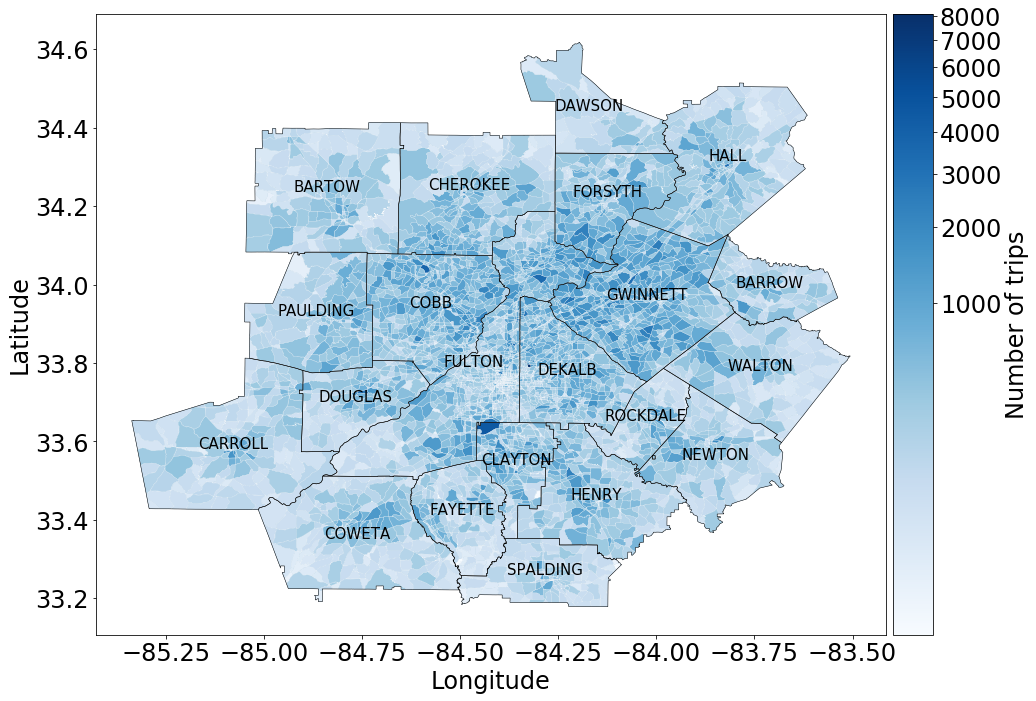 34.6
34.4
34.2
34.0
33.8
33.6
33.4
33.2
Latitude
−85.25
−85.00
−84.75
−84.50
−84.25
−84.00
−83.75
−83.50
Longitude
DAWSON
HALL
BARTOW
CHEROKEE
FORSYTH
BARROW
GWINNETT
COBB
PAULDING
FULTON
DEKALB
WALTON
DOUGLAS
ROCKDALE
CARROLL
CLAYTON
NEWTON
HENRY
FAYETTE
COWETA
SPALDING
8000
7000
6000
5000
4000
3000
2000
1000
Number of trips